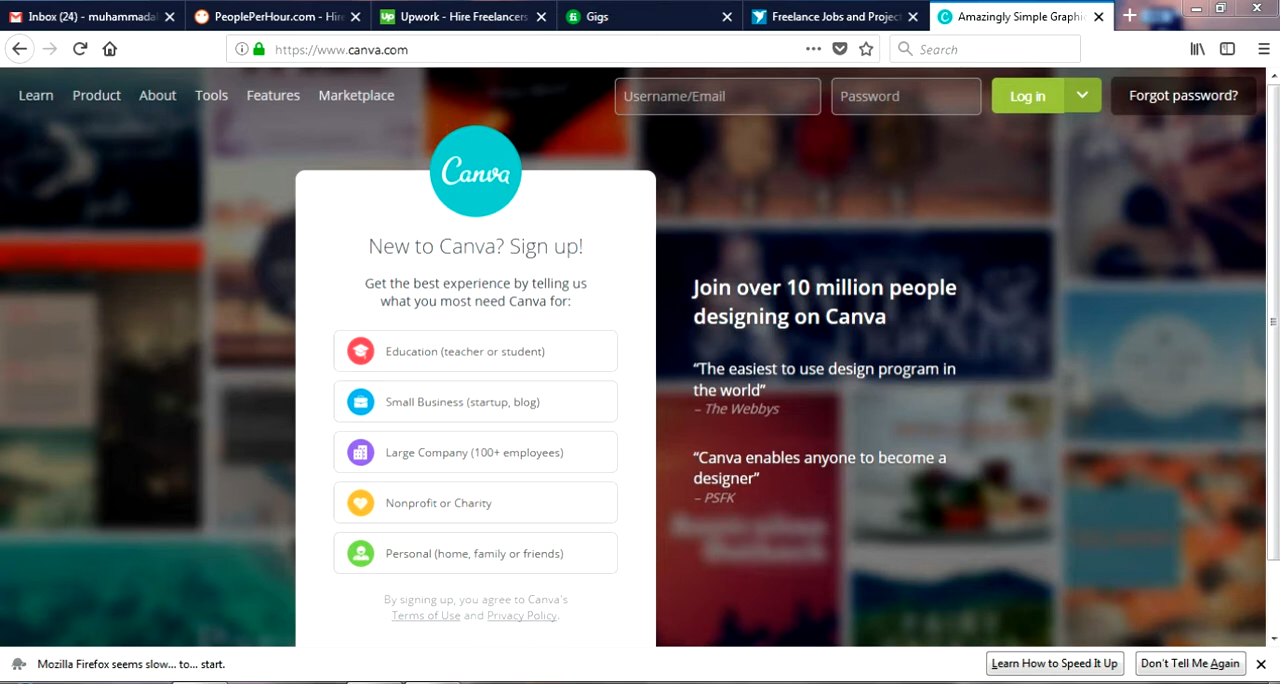 Inbox (24) - muhammadal
PeoplePerHour.com - Hire
Upwork - Hire Freelancers
Gigs
Freelance Jobs and Project
Amazingly Simple Graphi
https://www.canva.com
Search
Learn Product About Tools Features Marketplace
Username/Email
Password
Log in
Forgot password?
Canva
New to Canva? Sign up!
Get the best experience by telling us
what you most need Canva for:
Education (teacher or student)
Small Business (startup, blog)
Large Company (100+ employees)
Nonprofit or Charity
Personal (home, family or friends)
By signing up, you agree to Canva's
Terms of Use and Privacy Policy.
Join over 10 million people
designing on Canva
“The easiest to use design program in
the world”
– The Webbys
“Canva enables anyone to become a
designer”
– PSFK
Mozilla Firefox seems slow... to... start.
Learn How to Speed It Up
Don't Tell Me Again